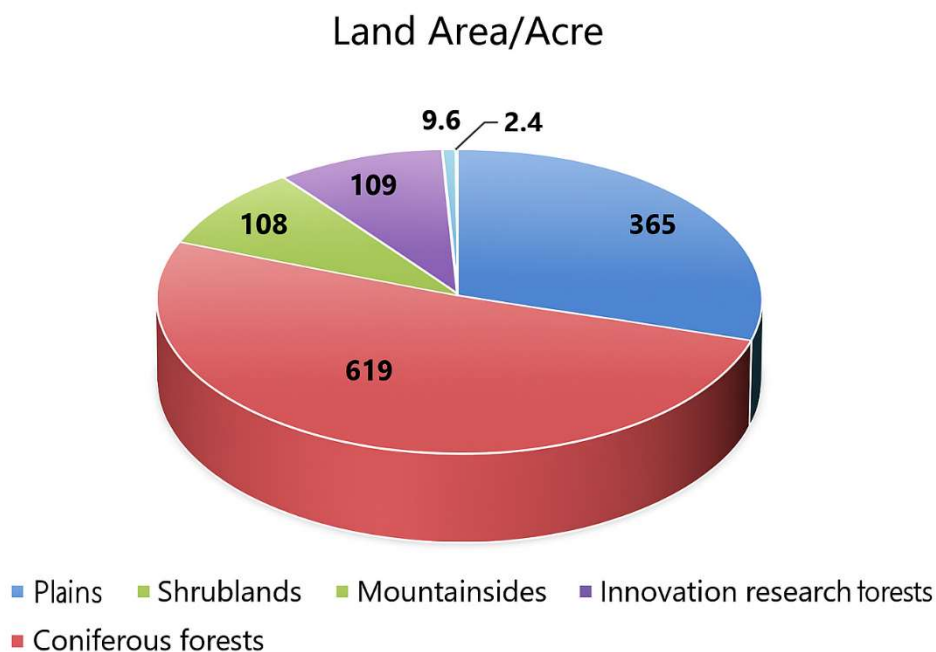 Land Area/Acre
9.6 2.4
109 365
108
619
Plains Shrublands Mountainsides Innovation research forests
Coniferous forests